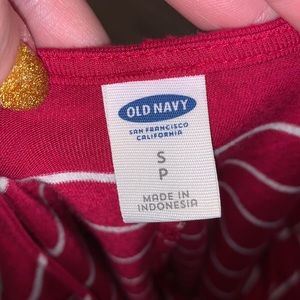 OLD NAVY
SAN FRANCISCO
CALIFORNIA
S
P
MADE IN
INDONESIA